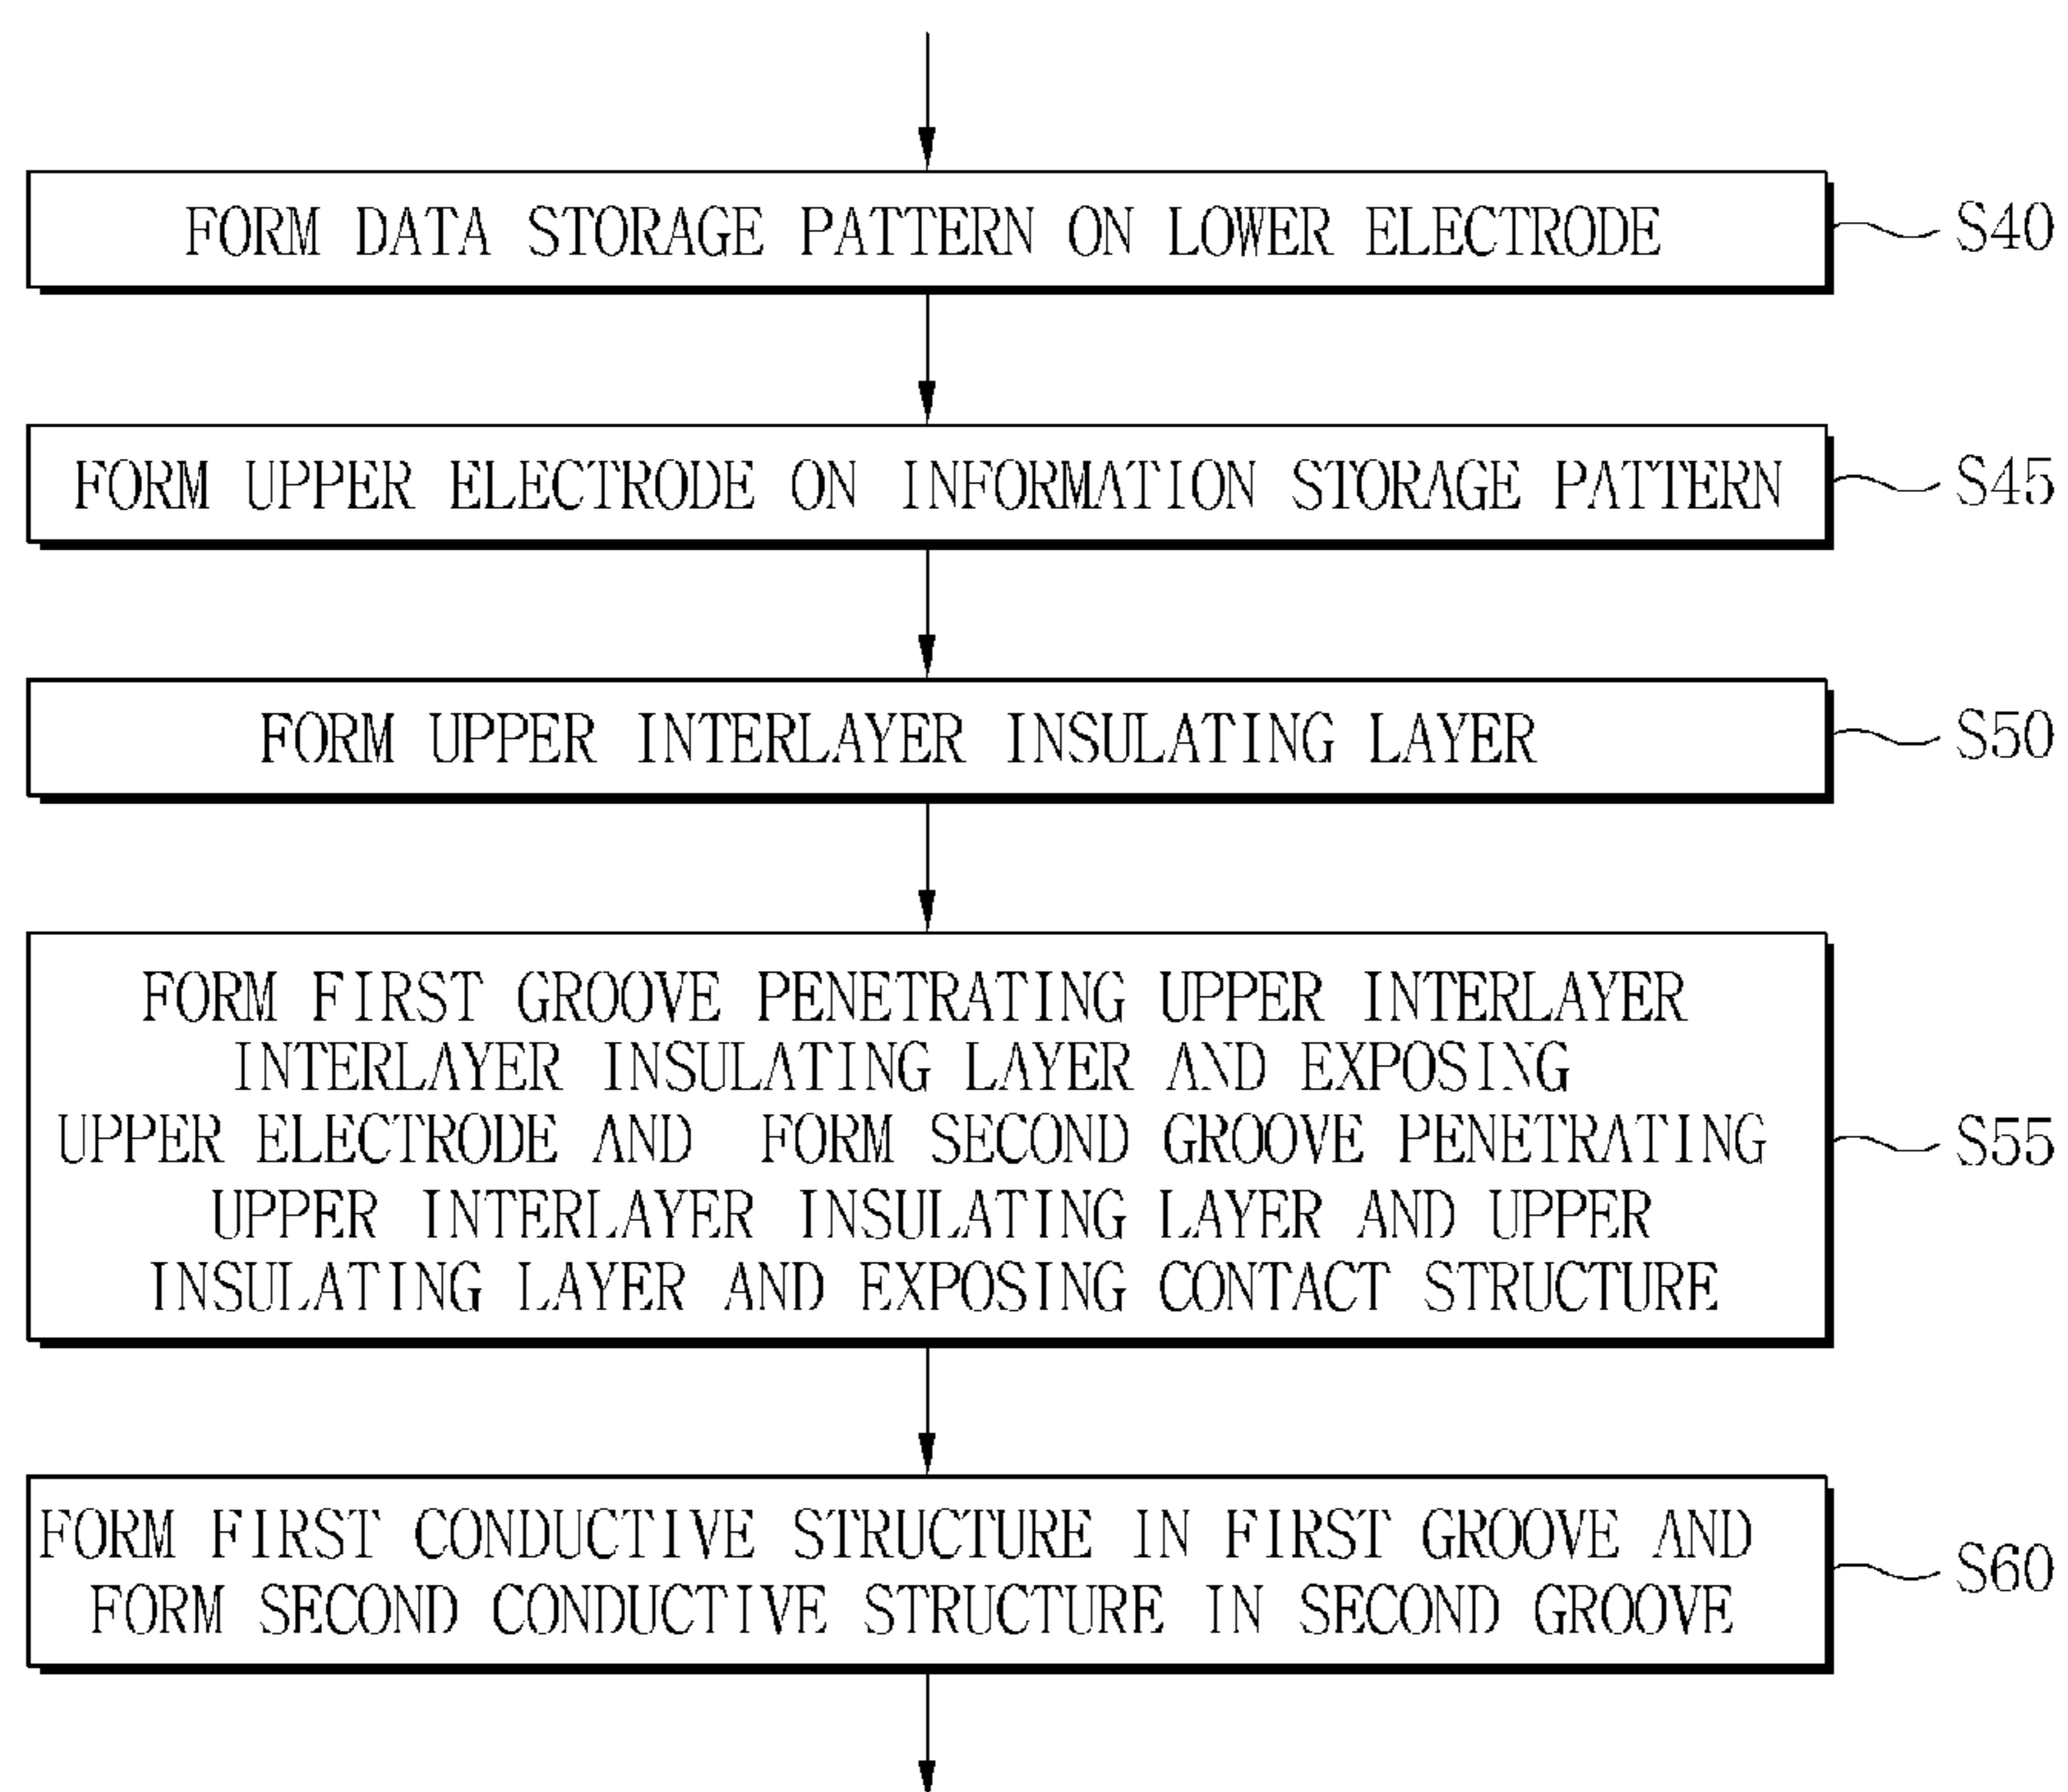 FORM DATA STORAGE PATTERN ON LOWER ELECTRODE
S40
FORM UPPER ELECTRODE ON INFORMATION STORAGE PATTERN
S45
FORM UPPER INTERLAYER INSULATING LAYER
S50
FORM FIRST GROOVE PENETRATING UPPER INTERLAYER
INTERLAYER INSULATING LAYER AND EXPOSING
UPPER ELECTRODE AND FORM SECOND GROOVE PENETRATING
UPPER INTERLAYER INSULATING LAYER AND UPPER
INSULATING LAYER AND EXPOSING CONTACT STRUCTURE
S55
FORM FIRST CONDUCTIVE STRUCTURE IN FIRST GROOVE AND
FORM SECOND CONDUCTIVE STRUCTURE IN SECOND GROOVE
S60